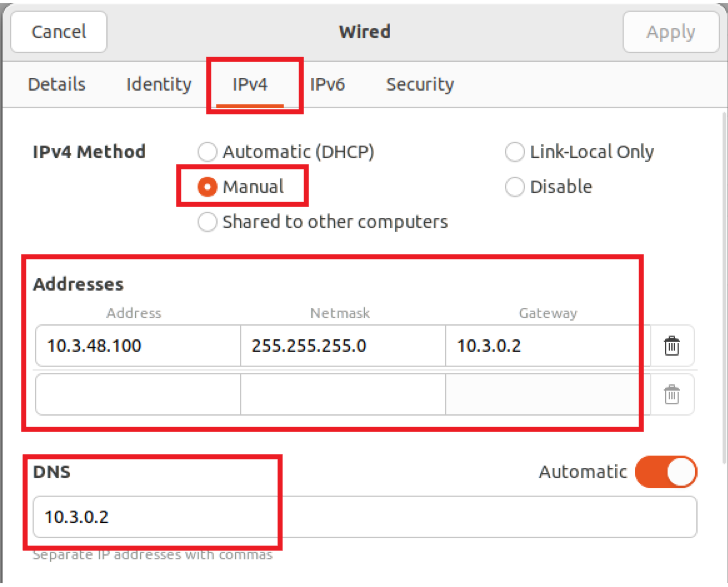 Cancel Wired Apply
Details Identity IPv4 IPv6 Security
IPv4 Method Automatic (DHCP) Link-Local Only
Manual Disable
Shared to other computers
Addresses
Address Netmask Gateway
10.3.48.100 255.255.255.0 10.3.0.2
DNS Automatic
10.3.0.2
Separate IP addresses with commas